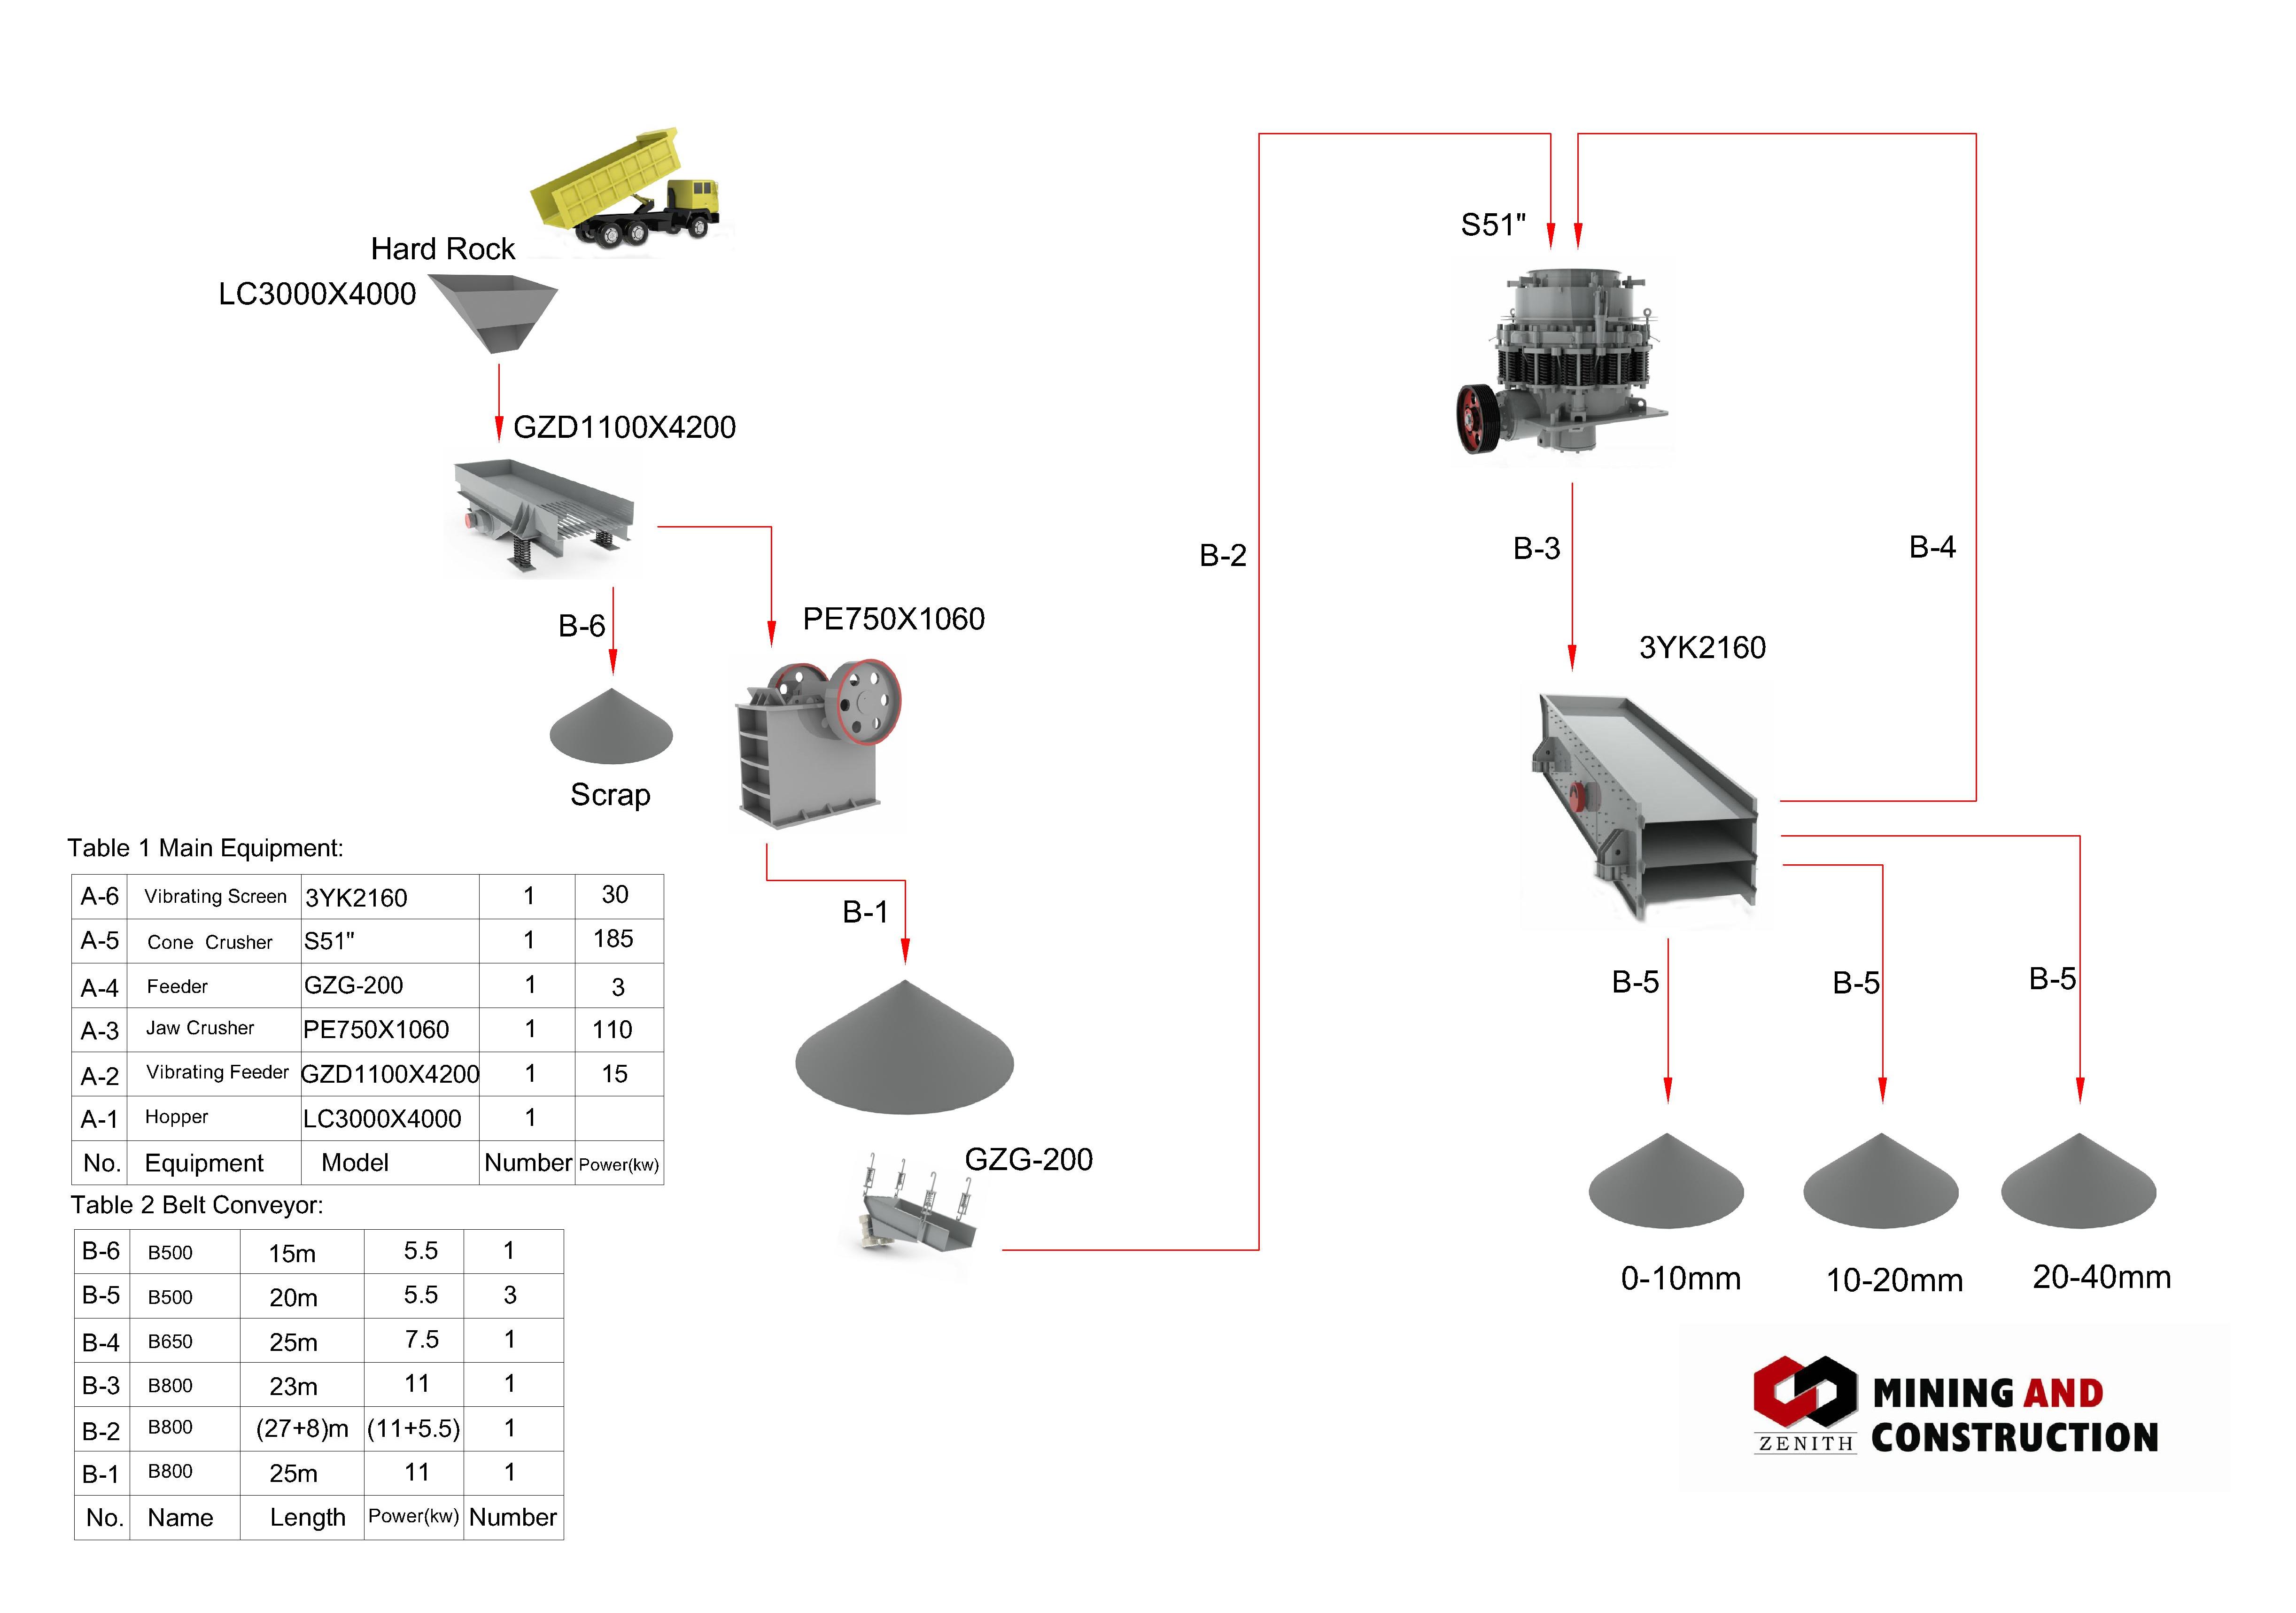 Hard Rock
LC3000X4000
GZD1100X4200
B-6
Scrap
PE750X1060
B-1
GZG-200
B-2
S51"
B-3
B-4
3YK2160
B-5
B-5
B-5
0-10mm
10-20mm
20-40mm
Table 1 Main Equipment:
A-6 Vibrating Screen 3YK2160 1 30
A-5 Cone Crusher S51" 1 185
A-4 Feeder GZG-200 1 3
A-3 Jaw Crusher PE750X1060 1 110
A-2 Vibrating Feeder GZD1100X4200 1 15
A-1 Hopper LC3000X4000 1
No. Equipment Model Number Power(kw)
Table 2 Belt Conveyor:
B-6 B500 15m 5.5 1
B-5 B500 20m 5.5 3
B-4 B650 25m 7.5 1
B-3 B800 23m 11 1
B-2 B800 (27+8)m (11+5.5) 1
B-1 B800 25m 11 1
No. Name Length Power(kw) Number
ZENITH
MINING AND
CONSTRUCTION